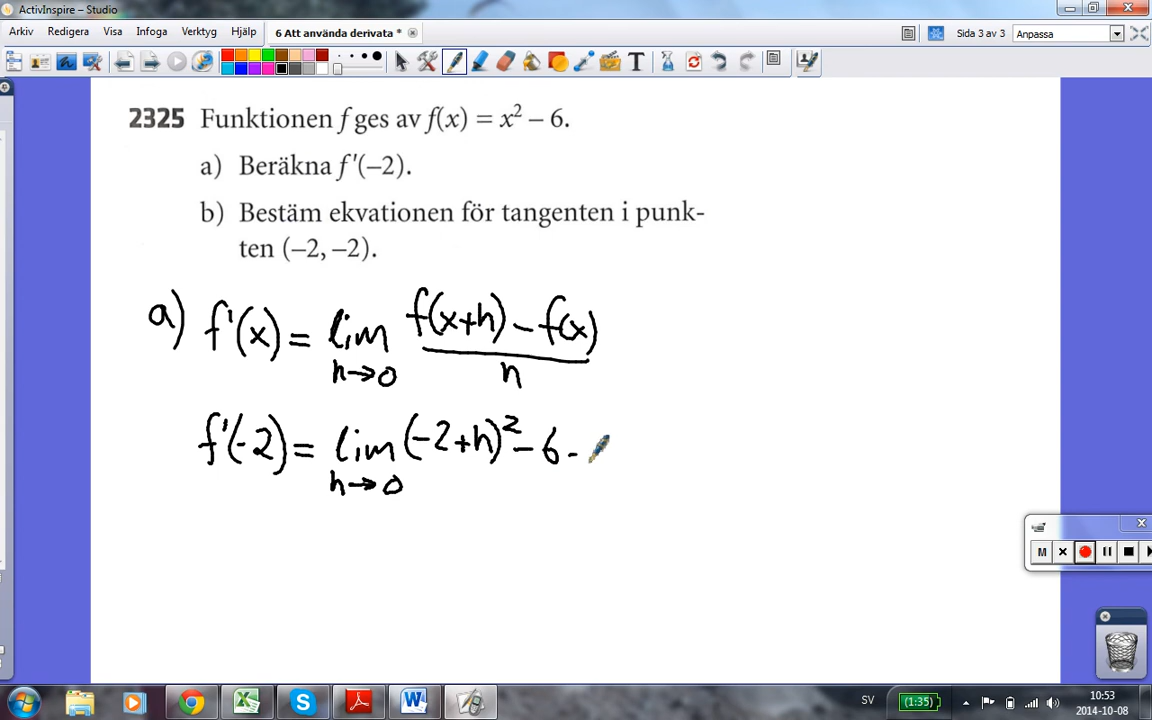 ActivInspire - Studio
Arkiv Redigera Visa Infoga Verktyg Hjälp 6 Att använda derivata * Sida 3 av 3 Anpassa
2325 Funktionen f ges av f(x) = x² – 6.
a) Beräkna f'(–2).
b) Bestäm ekvationen för tangenten i punk-
ten (–2, –2).
a) f'(x) = lim f(x+h) - f(x)
h→0 h
f'(-2) = lim (-2+h)² - 6 -
h→0
M
SV (1:35) 10:53
2014-10-08